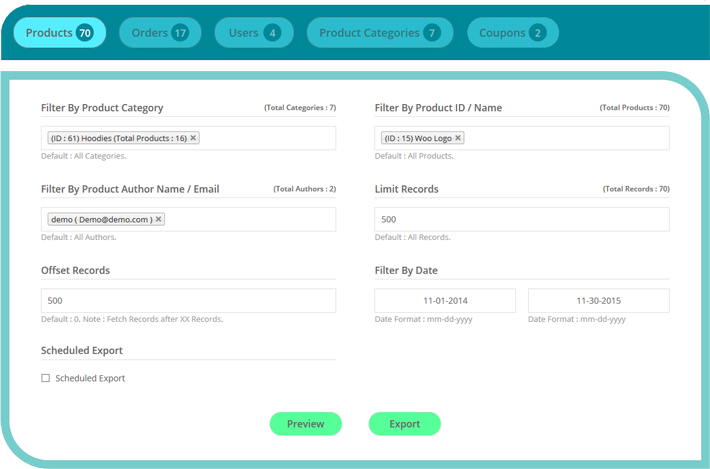 Products 70 Orders 17 Users 4 Product Categories 7 Coupons 2
Filter By Product Category (Total Categories : 7)
(ID : 61) Hoodies (Total Products : 16) ×
Default : All Categories.
Filter By Product ID / Name (Total Products : 70)
(ID : 15) Woo Logo ×
Default : All Products.
Filter By Product Author Name / Email (Total Authors : 2)
demo ( Demo@demo.com ) ×
Default : All Authors.
Limit Records (Total Records : 70)
500
Default : All Records.
Offset Records
500
Default : 0. Note : Fetch Records after XX Records.
Filter By Date
11-01-2014 11-30-2015
Date Format : mm-dd-yyyy Date Format : mm-dd-yyyy
Scheduled Export
Scheduled Export
Preview Export